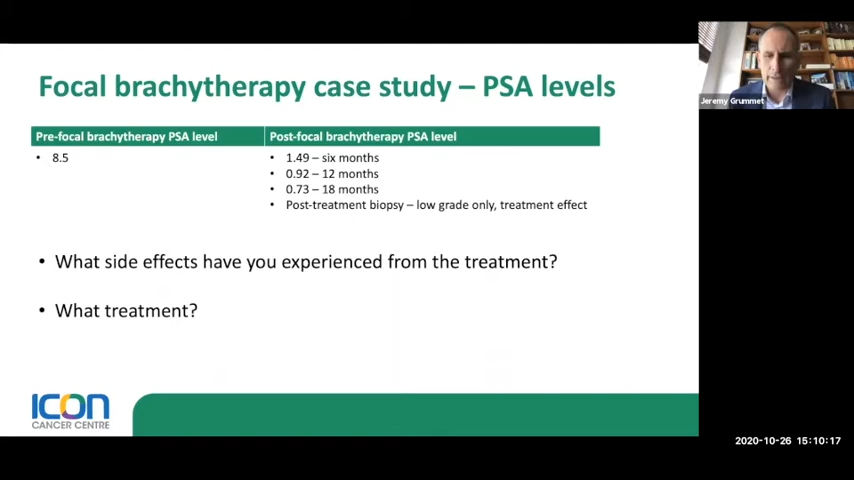 Focal brachytherapy case study – PSA levels
Pre-focal brachytherapy PSA level
Post-focal brachytherapy PSA level
• 8.5
• 1.49 – six months
• 0.92 – 12 months
• 0.73 – 18 months
• Post-treatment biopsy – low grade only, treatment effect
• What side effects have you experienced from the treatment?
• What treatment?
ICON
CANCER CENTRE
Jeremy Grummet
2020-10-26 15:10:17